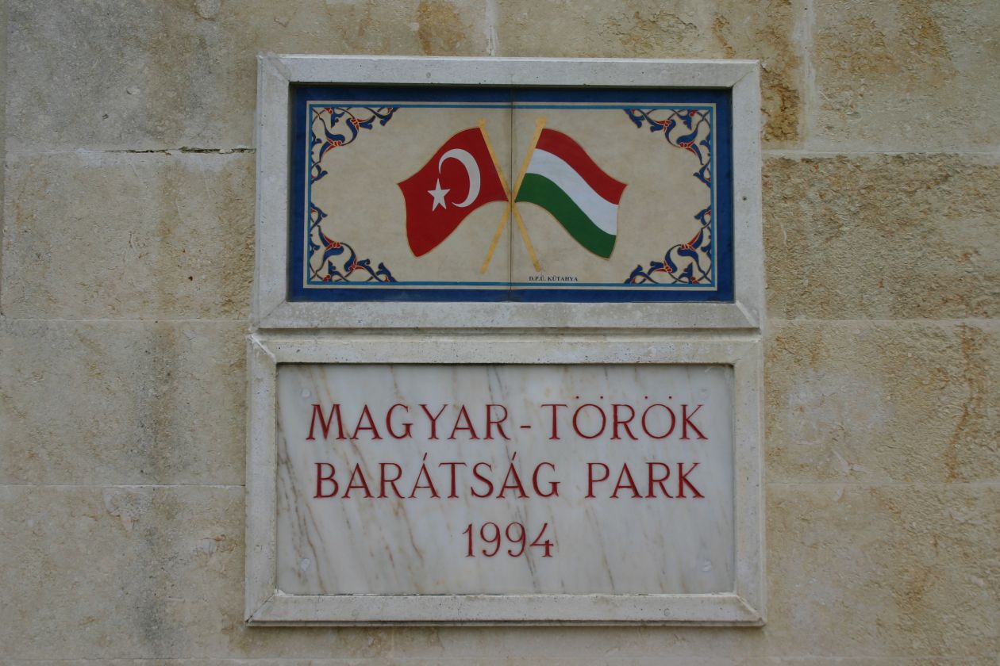 D.P.Ü. KÜTAHYA
MAGYAR - TÖRÖK
BARÁTSÁG PARK
1994